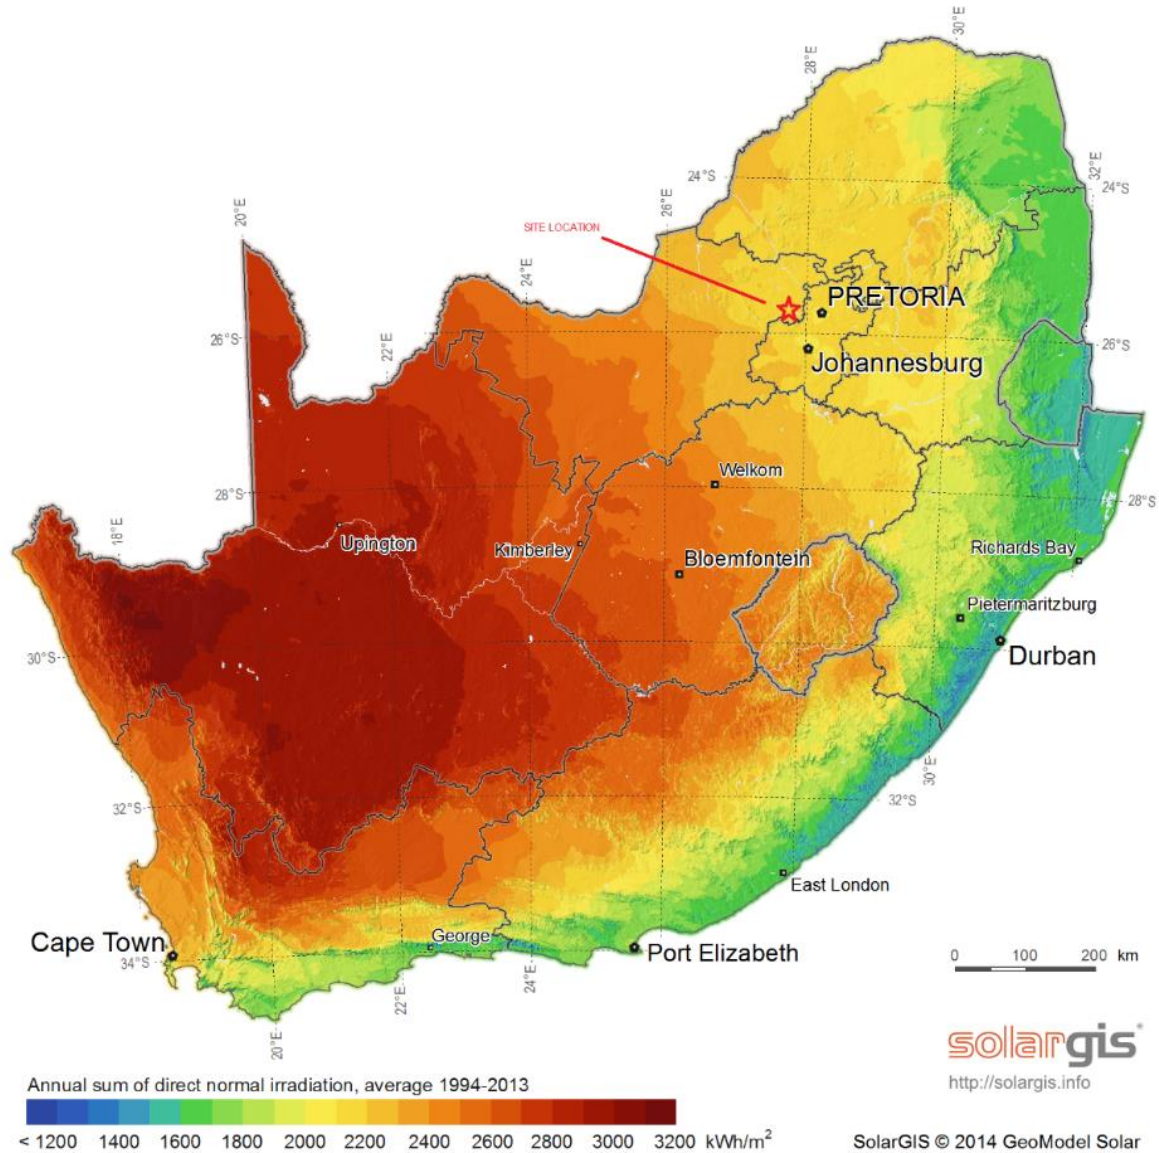 30°E
28°E
32°E
24°S
24°S
20°E
26°E
SITE LOCATION
24°E
PRETORIA
26°S
22°E
26°S
Johannesburg
Welkom
28°S
28°S
18°E
Upington
Kimberley
Bloemfontein
Richards Bay
Pietermaritzburg
30°S
Durban
30°E
32°S
32°S
East London
Cape Town
George
Port Elizabeth
34°S
22°E
24°E
20°E
0 100 200 km
solargis
http://solargis.info
Annual sum of direct normal irradiation, average 1994-2013
< 1200 1400 1600 1800 2000 2200 2400 2600 2800 3000 3200 kWh/m²
SolarGIS © 2014 GeoModel Solar